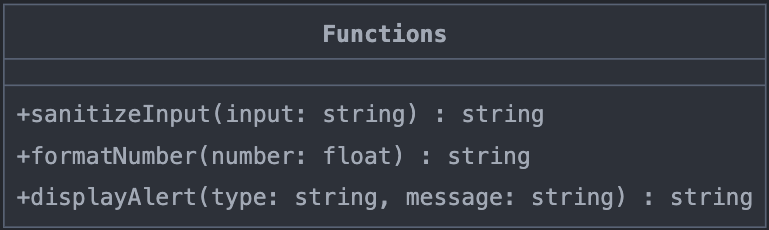 Functions
+sanitizeInput(input: string) : string
+formatNumber(number: float) : string
+displayAlert(type: string, message: string) : string